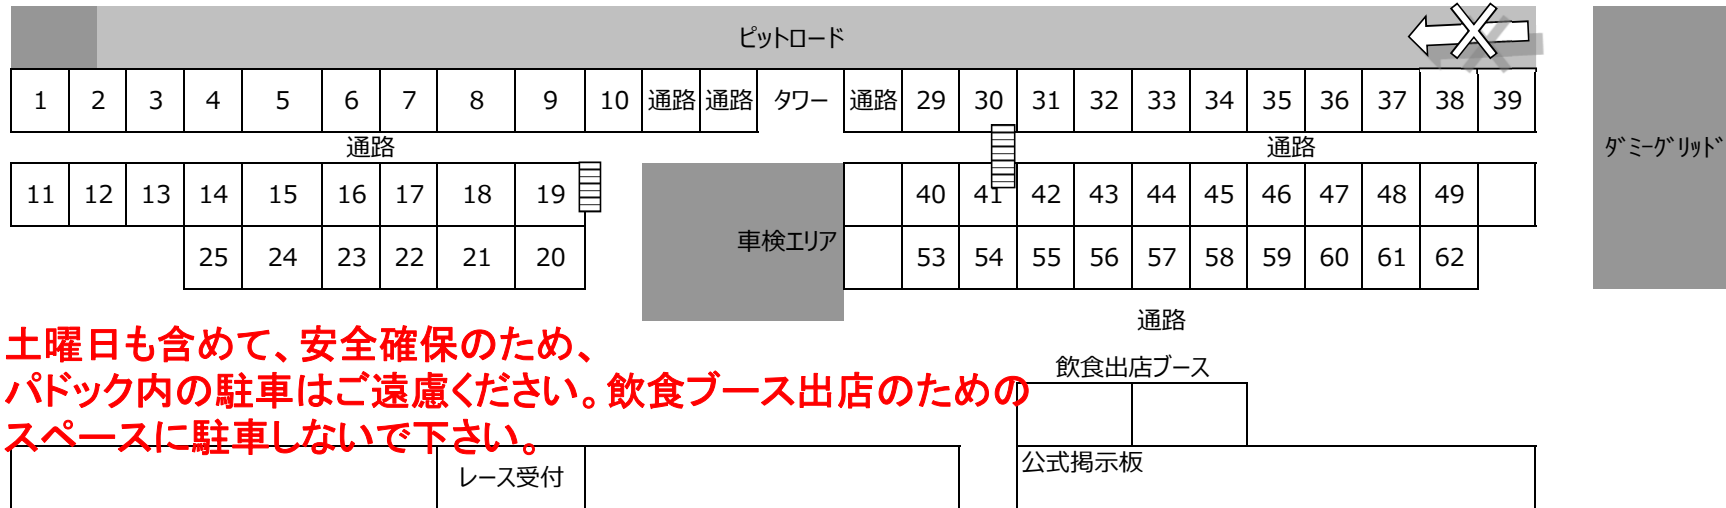 ピットロード
1 2 3 4 5 6 7 8 9 10 通路 通路 タワー 通路 29 30 31 32 33 34 35 36 37 38 39
通路 通路
ダミーグリッド
11 12 13 14 15 16 17 18 19 40 41 42 43 44 45 46 47 48 49
車検エリア
25 24 23 22 21 20 53 54 55 56 57 58 59 60 61 62
通路
土曜日も含めて、安全確保のため、
パドック内の駐車はご遠慮ください。飲食ブース出店のための
スペースに駐車しないで下さい。
飲食出店ブース
レース受付
公式掲示板